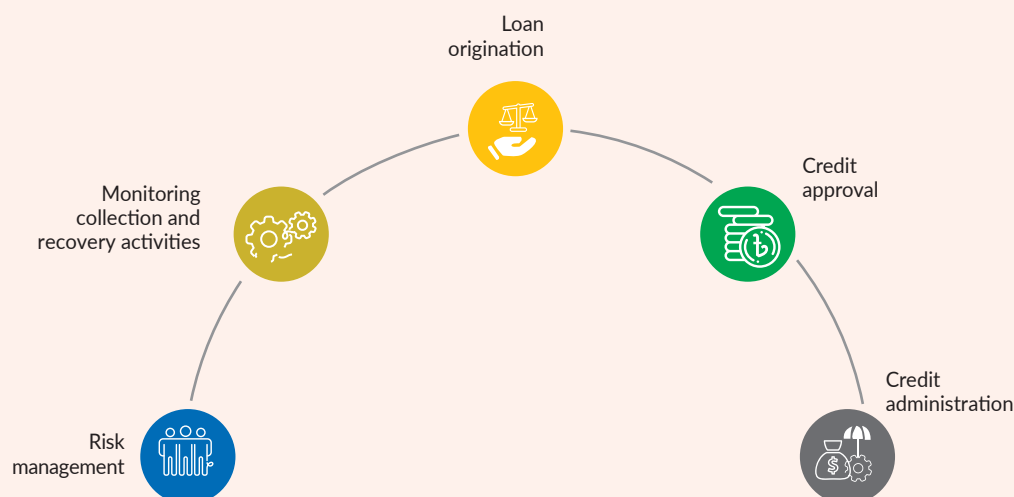 Loan
origination
Credit
approval
Monitoring
collection and
recovery activities
Credit
administration
Risk
management
৳
$